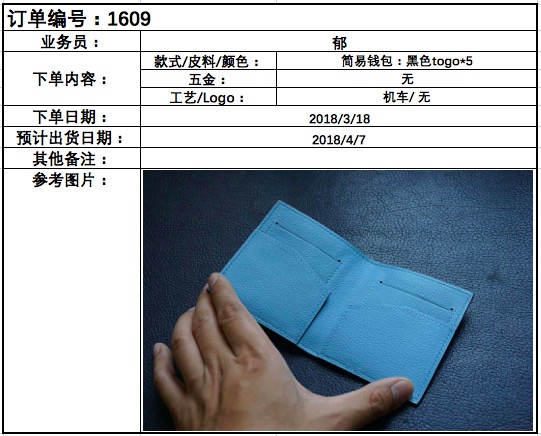 订单编号：1609
业务员： 郁
下单内容： 款式/皮料/颜色： 简易钱包：黑色togo*5
五金： 无
工艺/Logo： 机车/ 无
下单日期： 2018/3/18
预计出货日期： 2018/4/7
其他备注：
参考图片：